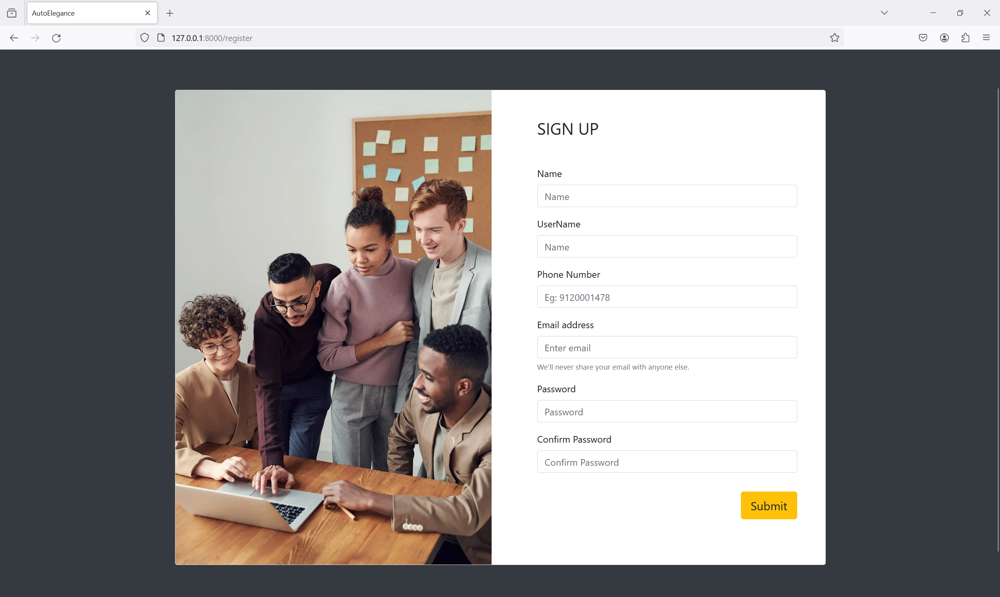 AutoElegance
127.0.0.1:8000/register
SIGN UP
Name
Name
UserName
Name
Phone Number
Eg: 9120001478
Email address
Enter email
We'll never share your email with anyone else.
Password
Password
Confirm Password
Confirm Password
Submit